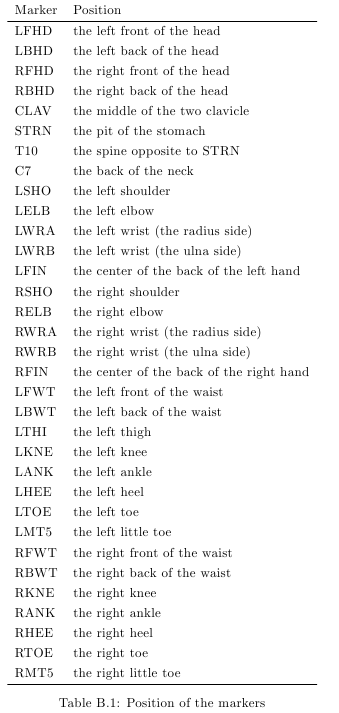 Marker Position
LFHD the left front of the head
LBHD the left back of the head
RFHD the right front of the head
RBHD the right back of the head
CLAV the middle of the two clavicle
STRN the pit of the stomach
T10 the spine opposite to STRN
C7 the back of the neck
LSHO the left shoulder
LELB the left elbow
LWRA the left wrist (the radius side)
LWRB the left wrist (the ulna side)
LFIN the center of the back of the left hand
RSHO the right shoulder
RELB the right elbow
RWRA the right wrist (the radius side)
RWRB the right wrist (the ulna side)
RFIN the center of the back of the right hand
LFWT the left front of the waist
LBWT the left back of the waist
LTHI the left thigh
LKNE the left knee
LANK the left ankle
LHEE the left heel
LTOE the left toe
LMT5 the left little toe
RFWT the right front of the waist
RBWT the right back of the waist
RKNE the right knee
RANK the right ankle
RHEE the right heel
RTOE the right toe
RMT5 the right little toe
Table B.1: Position of the markers